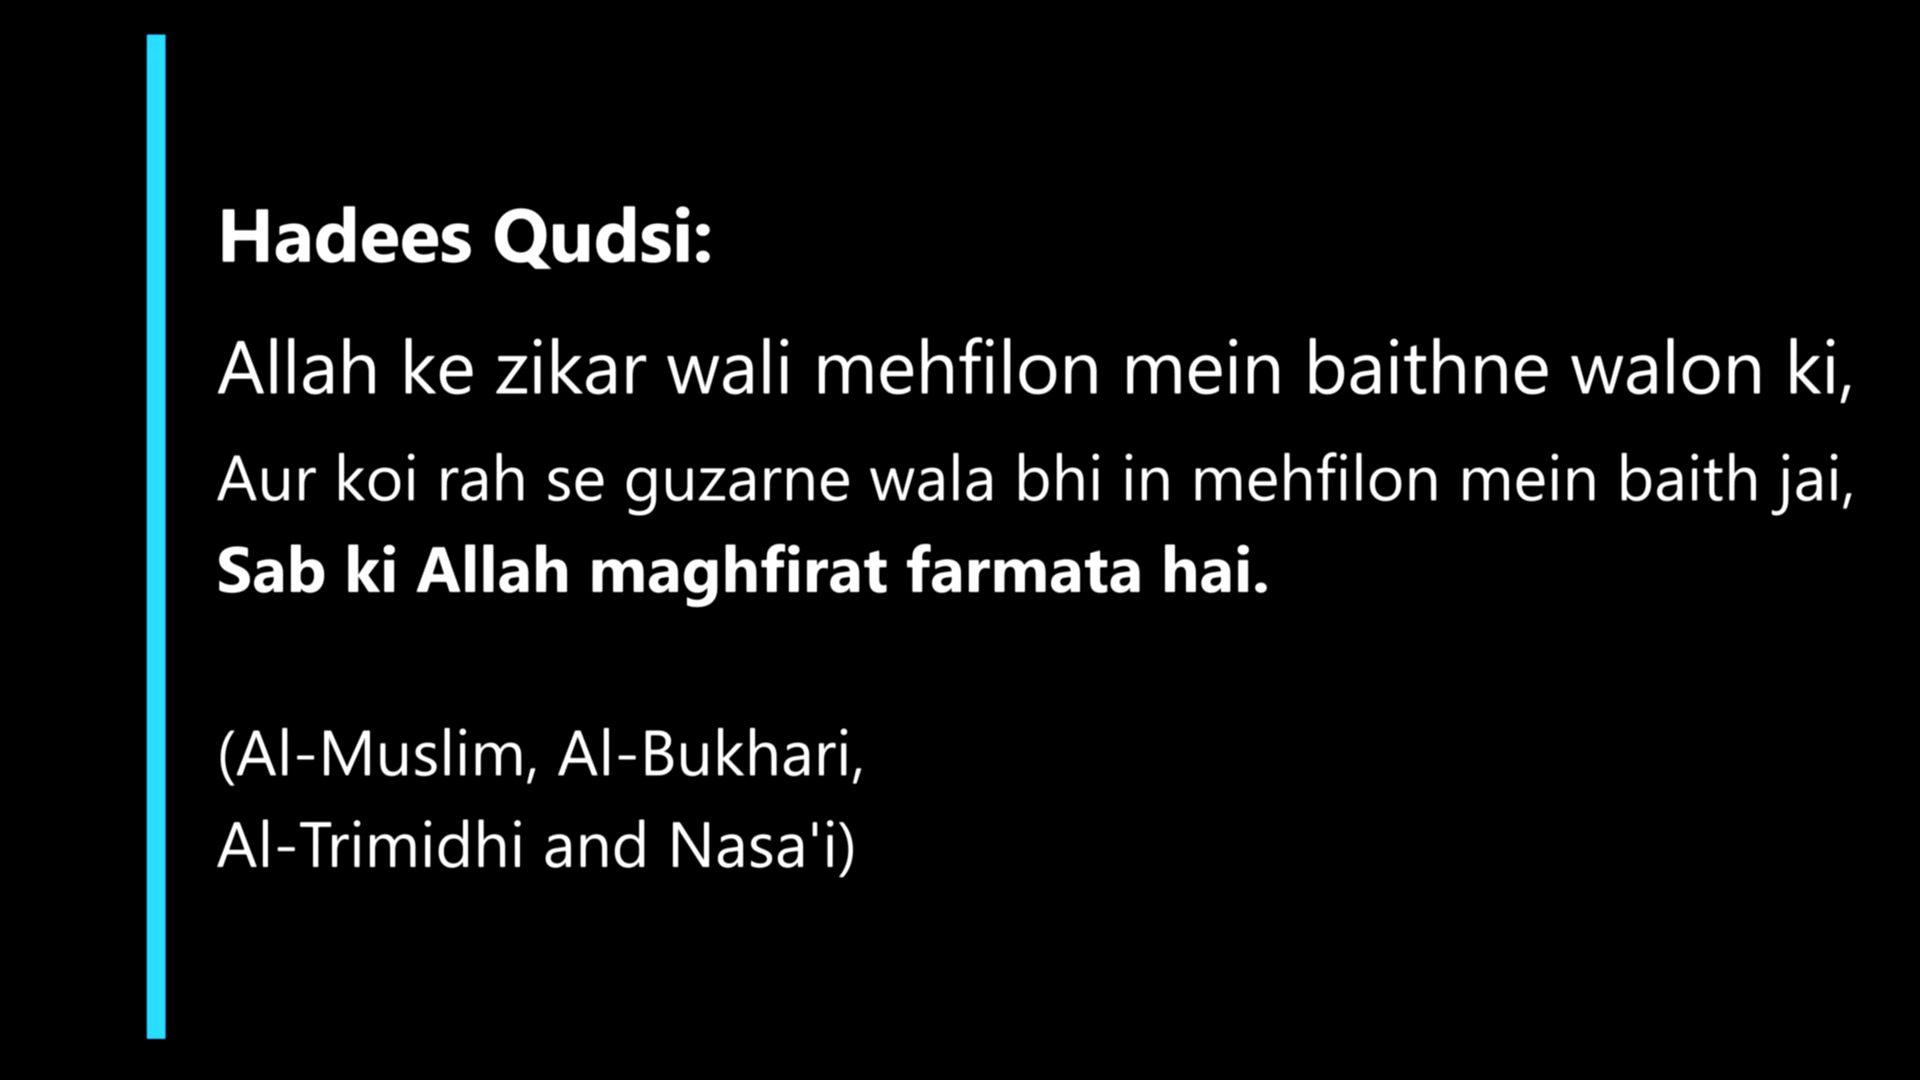 Hadees Qudsi:
Allah ke zikar wali mehfilon mein baithne walon ki,
Aur koi rah se guzarne wala bhi in mehfilon mein baith jai,
Sab ki Allah maghfirat farmata hai.
(Al-Muslim, Al-Bukhari,
Al-Trimidhi and Nasa'i)